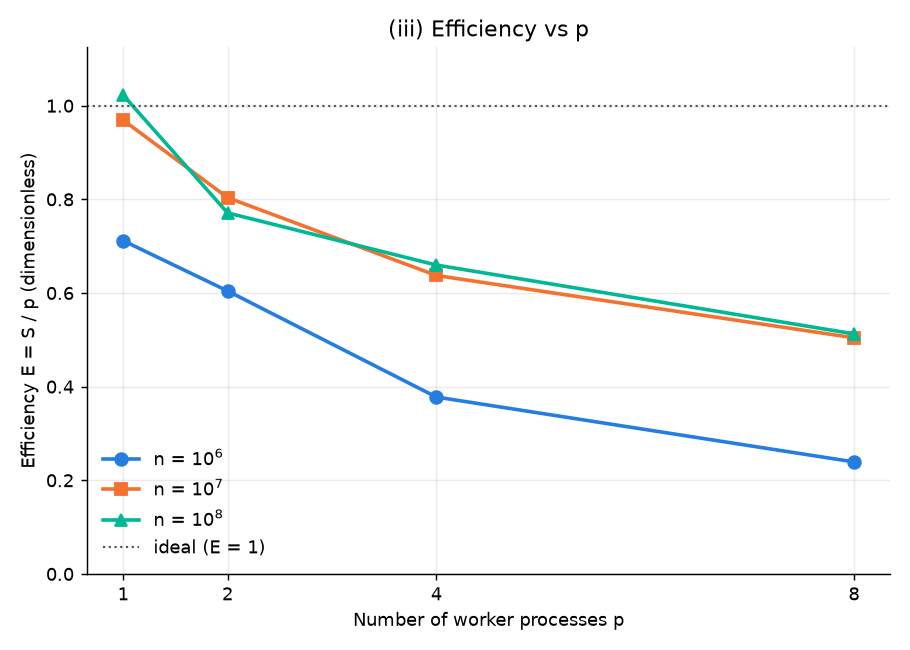 (iii) Efficiency vs p
Efficiency E = S / p (dimensionless)
1.0
0.8
0.6
0.4
0.2
0.0
n = 10⁶
n = 10⁷
n = 10⁸
ideal (E = 1)
1 2 4 8
Number of worker processes p